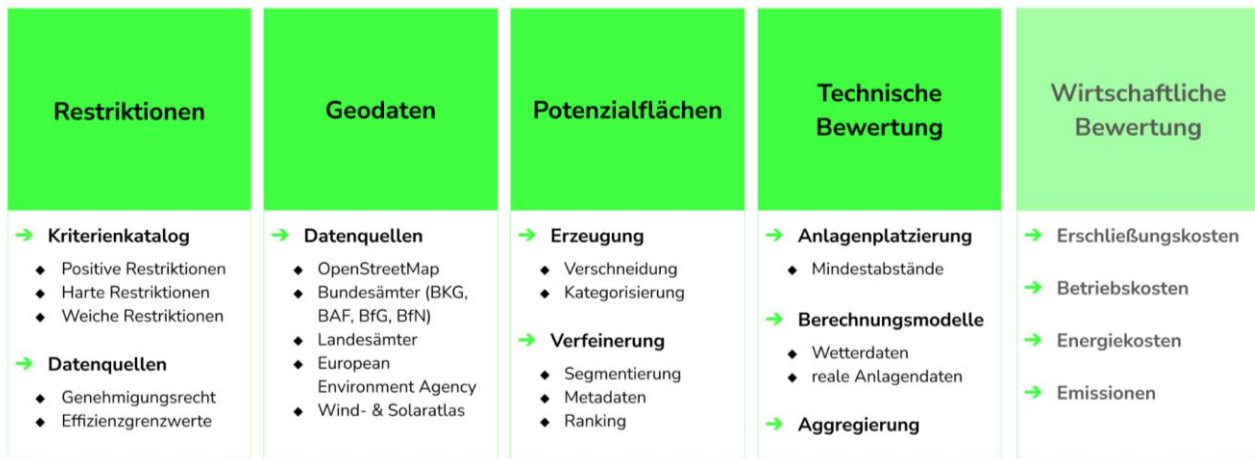 Restriktionen
Kriterienkatalog
Positive Restriktionen
Harte Restriktionen
Weiche Restriktionen
Datenquellen
Genehmigungsrecht
Effizienzgrenzwerte
Geodaten
Datenquellen
OpenStreetMap
Bundesämter (BKG,
BAF, BfG, BfN)
Landesämter
European
Environment Agency
Wind- & Solaratlas
Potenzialflächen
Erzeugung
Verschneidung
Kategorisierung
Verfeinerung
Segmentierung
Metadaten
Ranking
Technische
Bewertung
Anlagenplatzierung
Mindestabstände
Berechnungsmodelle
Wetterdaten
reale Anlagendaten
Aggregierung
Wirtschaftliche
Bewertung
Erschließungskosten
Betriebskosten
Energiekosten
Emissionen